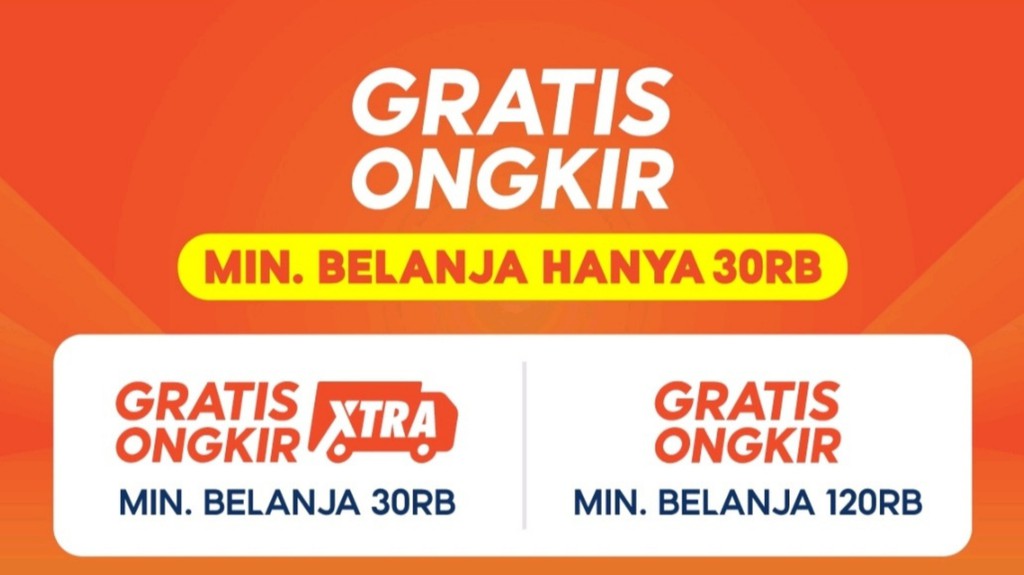 GRATIS
ONGKIR
MIN. BELANJA HANYA 30RB
GRATIS
ONGKIR
XTRA
MIN. BELANJA 30RB
GRATIS
ONGKIR
MIN. BELANJA 120RB